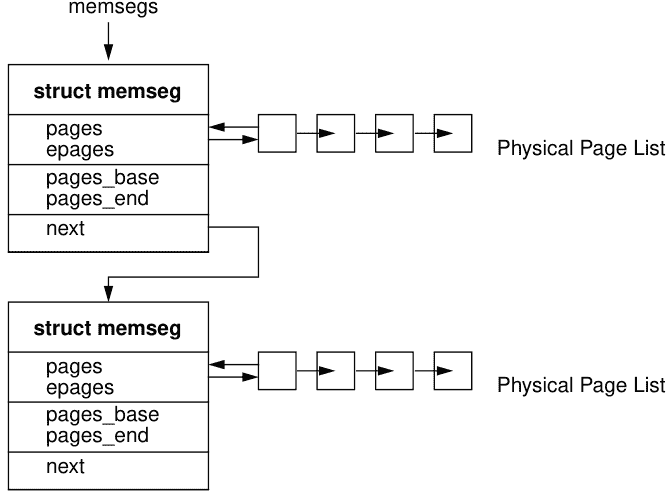 memsegs
struct memseg
pages
epages
Physical Page List
pages_base
pages_end
next
struct memseg
pages
epages
Physical Page List
pages_base
pages_end
next